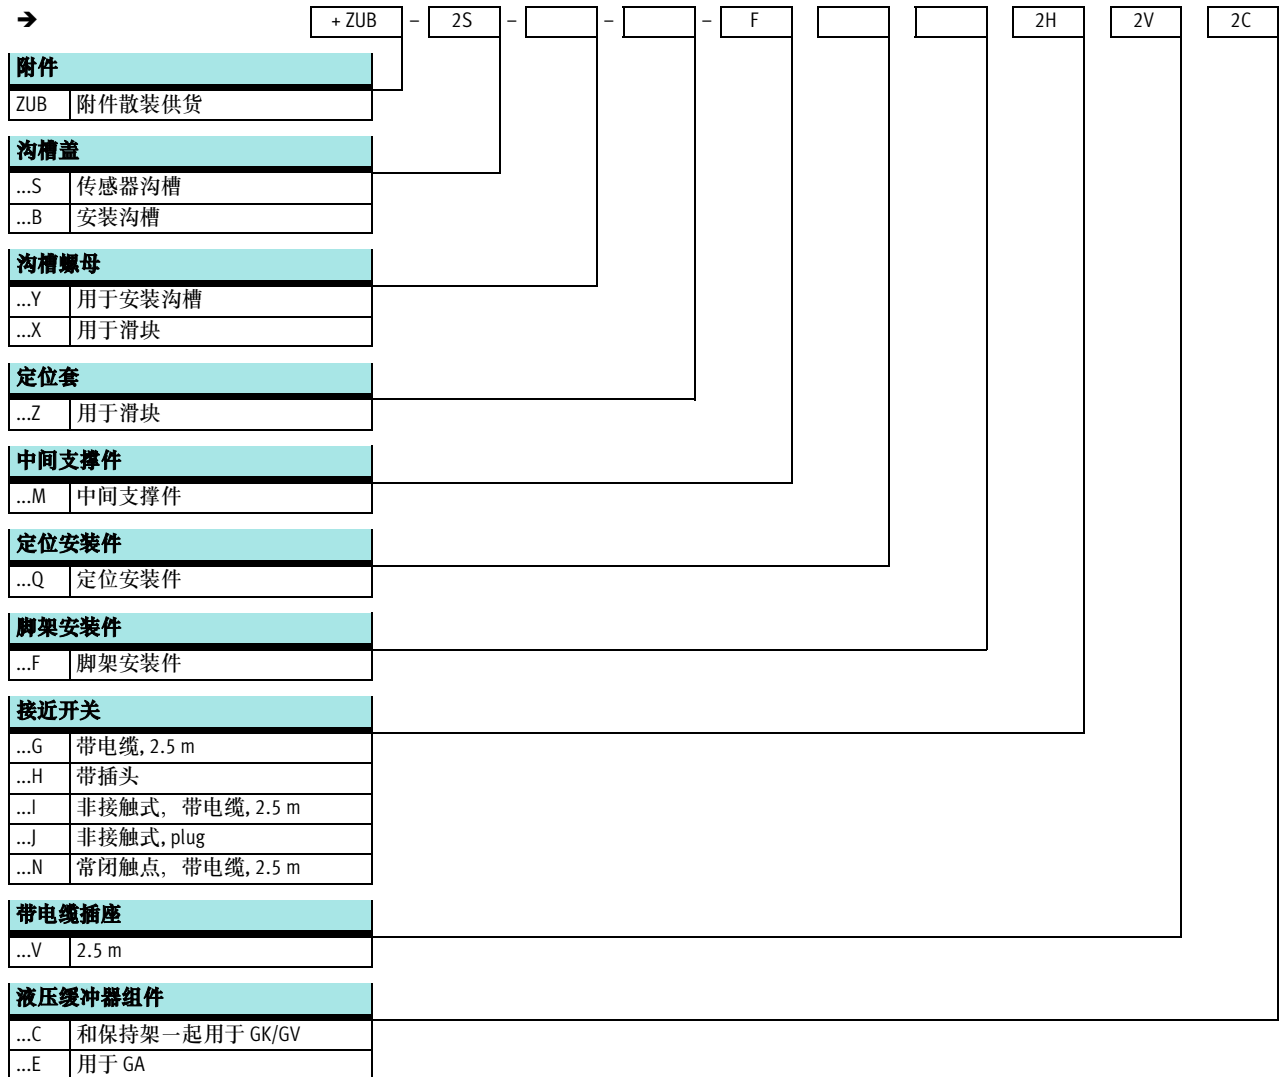 ➔ + ZUB – 2S – – – F 2H 2V 2C
附件
ZUB 附件散装供货
沟槽盖
...S 传感器沟槽
...B 安装沟槽
沟槽螺母
...Y 用于安装沟槽
...X 用于滑块
定位套
...Z 用于滑块
中间支撑件
...M 中间支撑件
定位安装件
...Q 定位安装件
脚架安装件
...F 脚架安装件
接近开关
...G 带电缆, 2.5 m
...H 带插头
...I 非接触式，带电缆, 2.5 m
...J 非接触式, plug
...N 常闭触点，带电缆, 2.5 m
带电缆插座
...V 2.5 m
液压缓冲器组件
...C 和保持架一起用于 GK/GV
...E 用于 GA